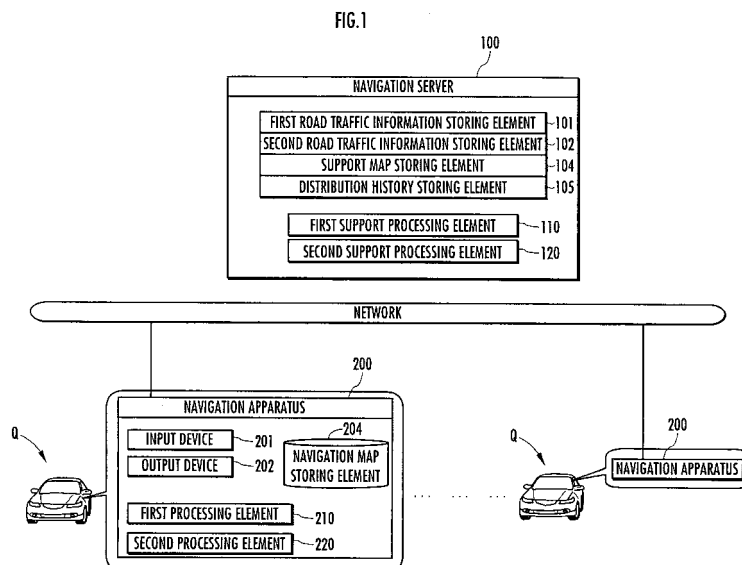 FIG.1
100
NAVIGATION SERVER
FIRST ROAD TRAFFIC INFORMATION STORING ELEMENT 101
SECOND ROAD TRAFFIC INFORMATION STORING ELEMENT 102
SUPPORT MAP STORING ELEMENT 104
DISTRIBUTION HISTORY STORING ELEMENT 105
FIRST SUPPORT PROCESSING ELEMENT 110
SECOND SUPPORT PROCESSING ELEMENT 120
NETWORK
200
NAVIGATION APPARATUS
Q
INPUT DEVICE 201
OUTPUT DEVICE 202
204
NAVIGATION MAP
STORING ELEMENT
FIRST PROCESSING ELEMENT 210
SECOND PROCESSING ELEMENT 220
Q
200
NAVIGATION APPARATUS